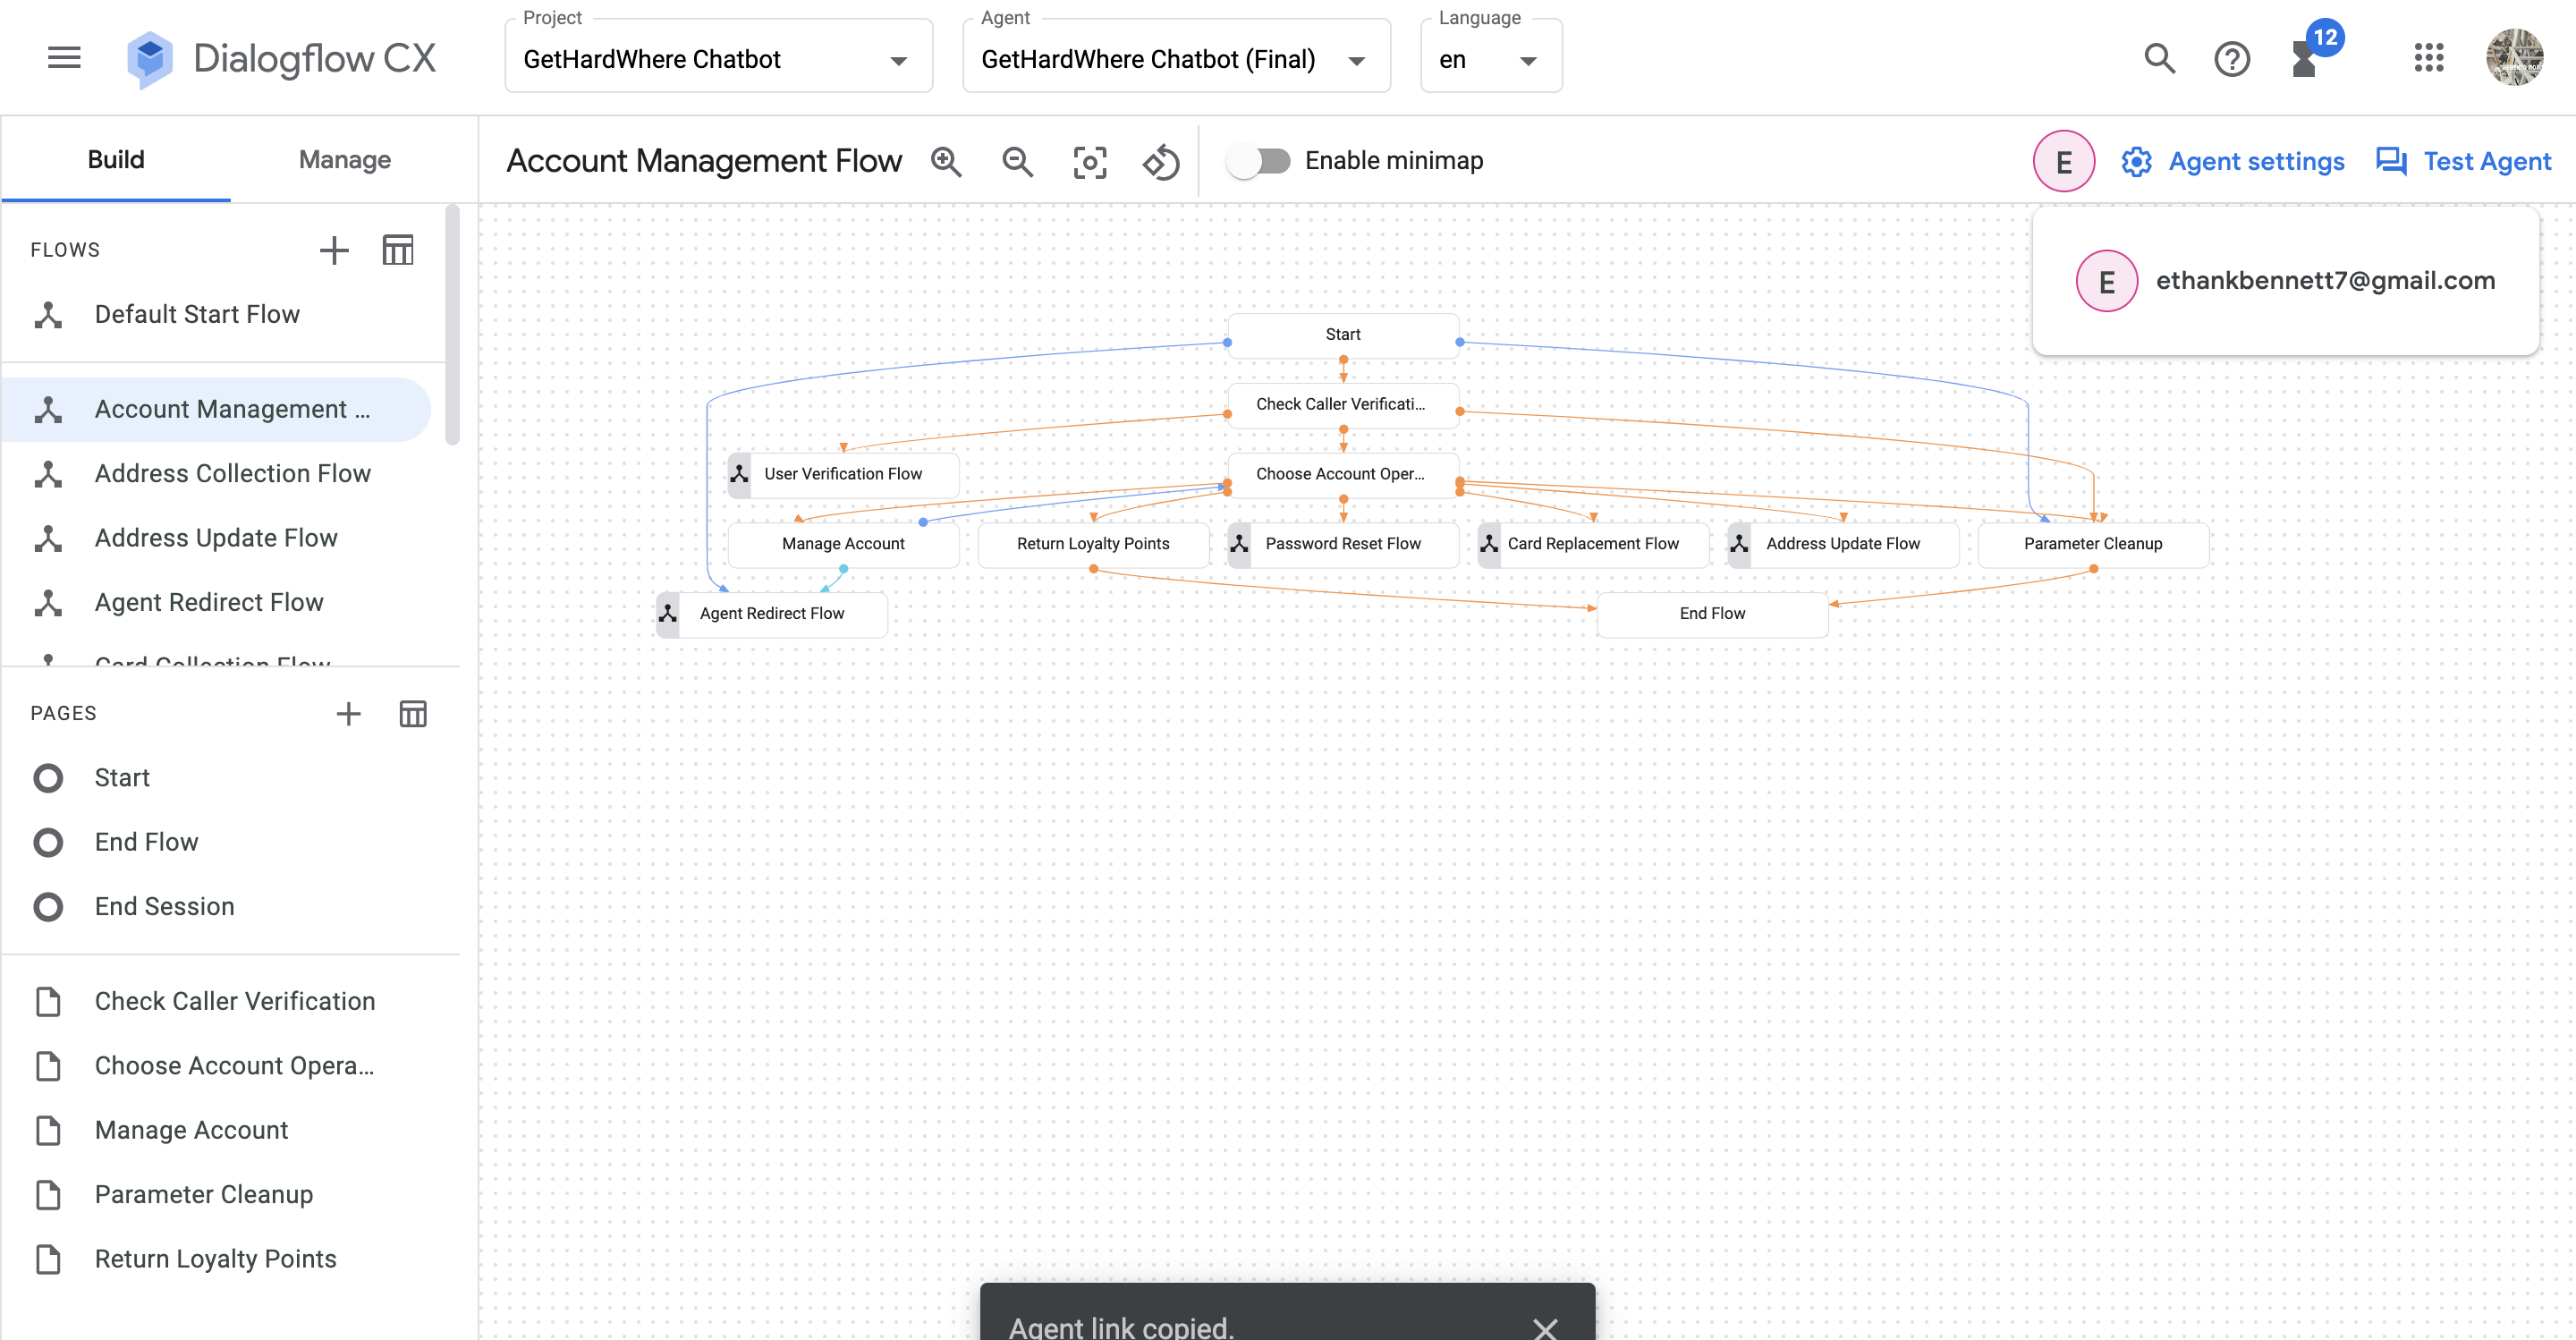 Project
Agent
Language
Dialogflow CX
GetHardWhere Chatbot
GetHardWhere Chatbot (Final)
en
12
Build
Manage
Account Management Flow
Enable minimap
E
Agent settings
Test Agent
E
ethankbennett7@gmail.com
FLOWS
Default Start Flow
Account Management ...
Address Collection Flow
Address Update Flow
Agent Redirect Flow
Card Collection Flow
PAGES
Start
End Flow
End Session
Check Caller Verification
Choose Account Opera...
Manage Account
Parameter Cleanup
Return Loyalty Points
Start
Check Caller Verificati...
User Verification Flow
Choose Account Oper...
Manage Account
Return Loyalty Points
Password Reset Flow
Card Replacement Flow
Address Update Flow
Parameter Cleanup
Agent Redirect Flow
End Flow
Agent link copied.